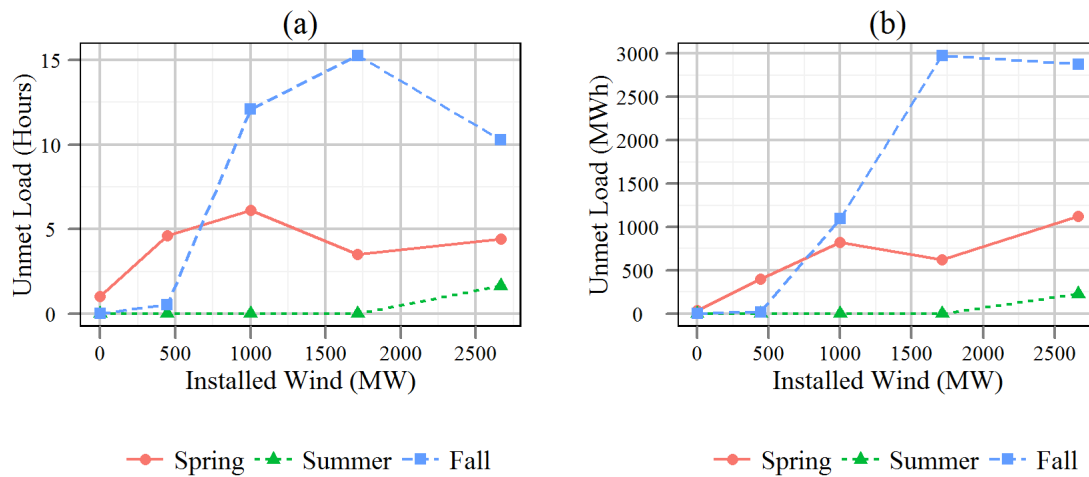 (a)
Unmet Load (Hours)
15
10
5
0
0 500 1000 1500 2000 2500
Installed Wind (MW)
Spring Summer Fall
(b)
Unmet Load (MWh)
3000
2500
2000
1500
1000
500
0
0 500 1000 1500 2000 2500
Installed Wind (MW)
Spring Summer Fall